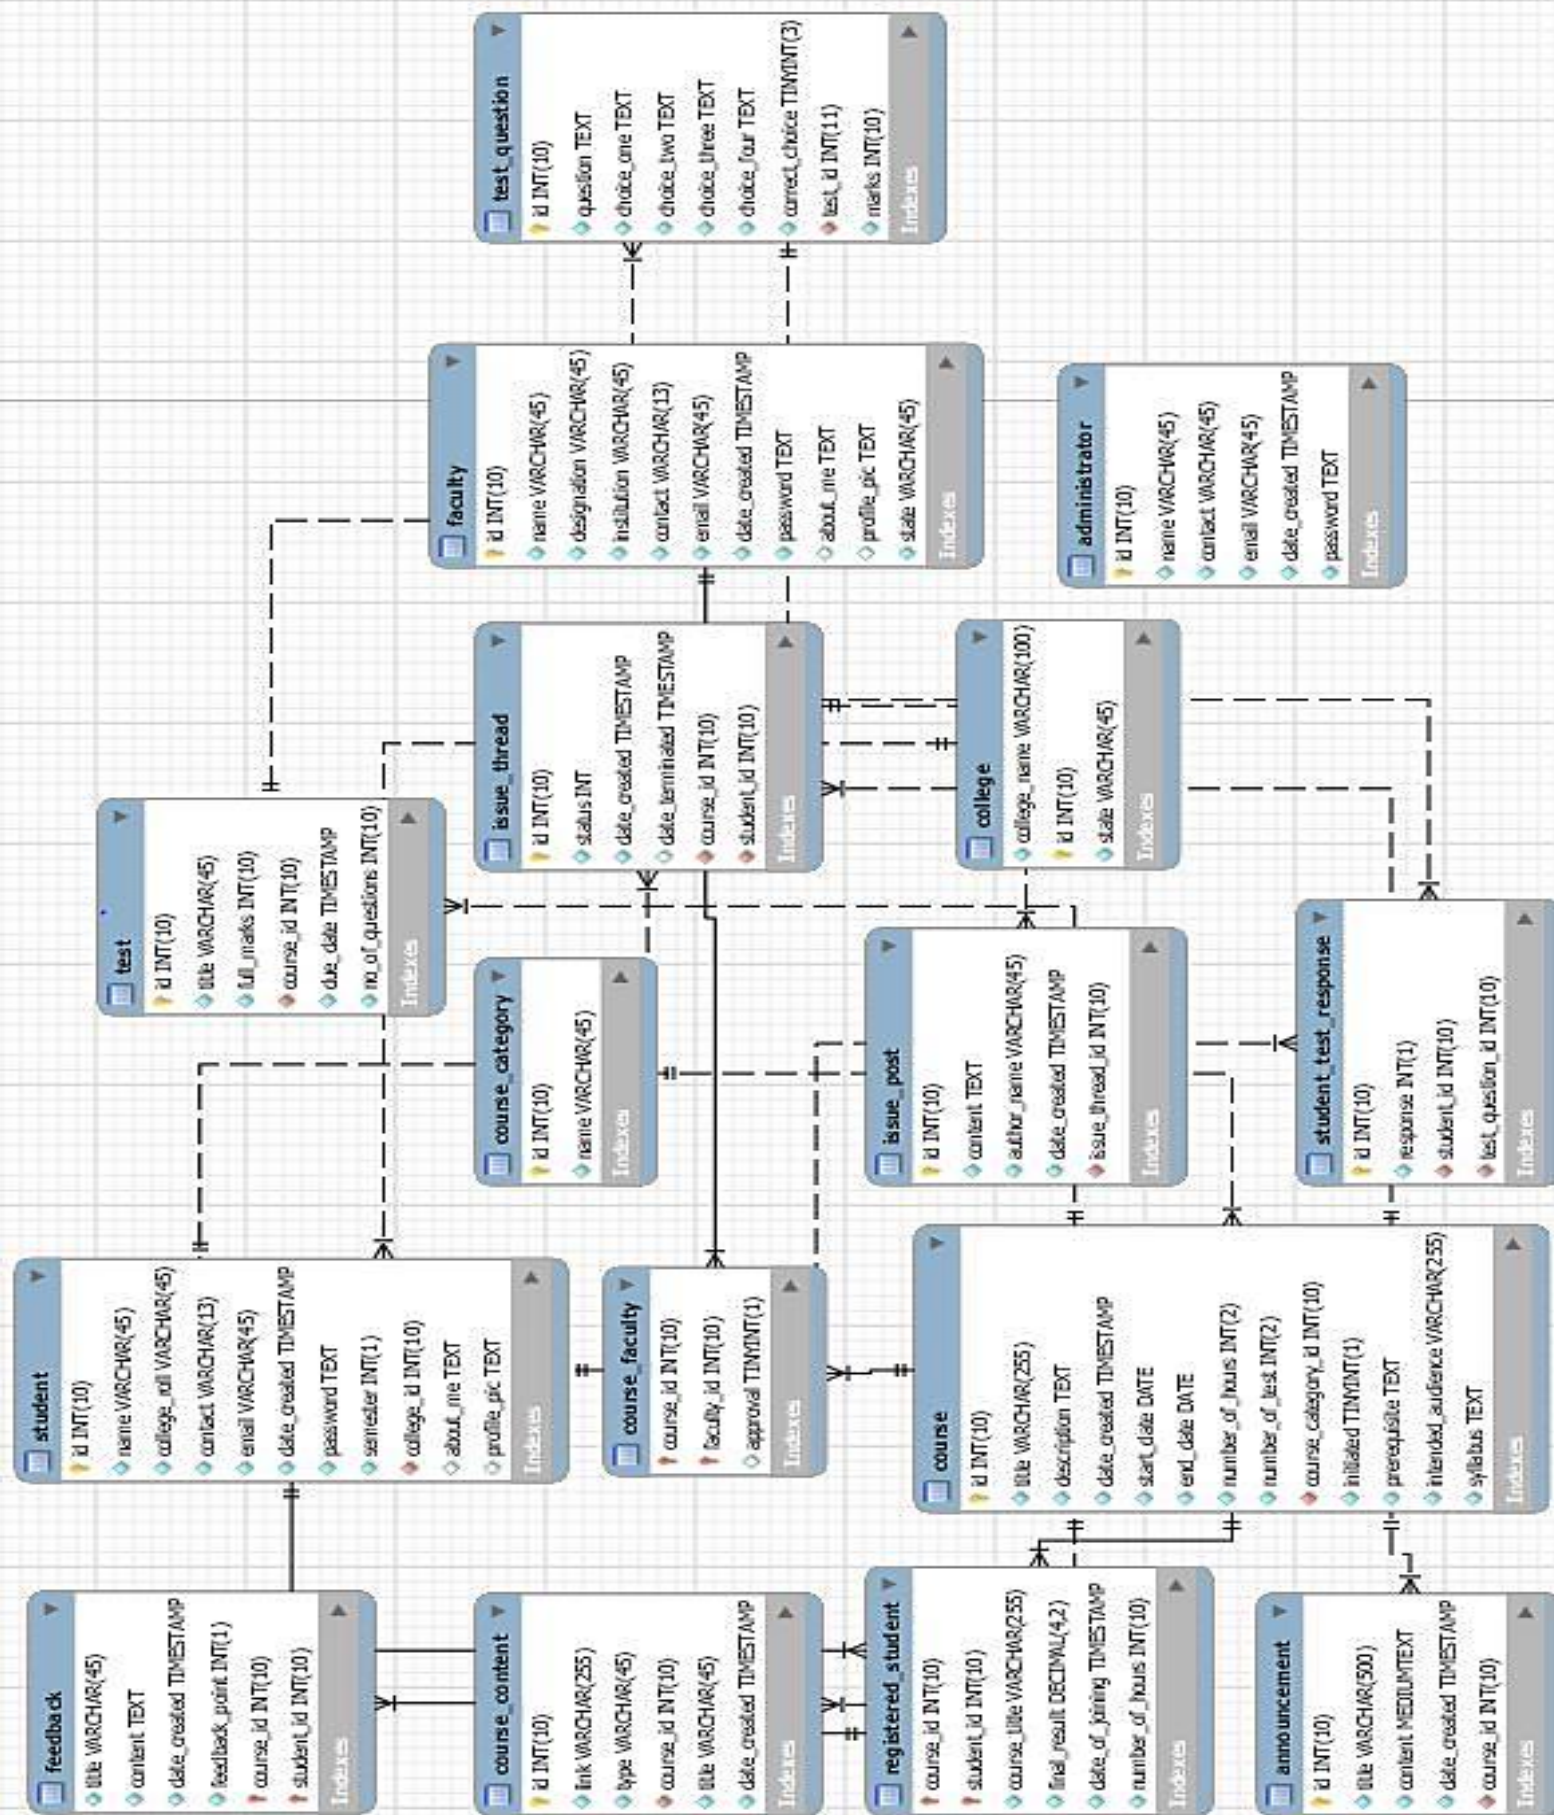 feedback
title VARCHAR(45)
content TEXT
date_created TIMESTAMP
feedback_point INT(1)
course_id INT(10)
student_id INT(10)
Indexes
student
id INT(10)
name VARCHAR(45)
college_roll VARCHAR(45)
contact VARCHAR(13)
email VARCHAR(45)
date_created TIMESTAMP
password TEXT
semester INT(1)
college_id INT(10)
about_me TEXT
profile_pic TEXT
Indexes
test
id INT(10)
title VARCHAR(45)
full_marks INT(10)
course_id INT(10)
due_date TIMESTAMP
no_of_questions INT(10)
Indexes
faculty
id INT(10)
name VARCHAR(45)
designation VARCHAR(45)
institution VARCHAR(45)
contact VARCHAR(13)
email VARCHAR(45)
date_created TIMESTAMP
password TEXT
about_me TEXT
profile_pic TEXT
state VARCHAR(45)
Indexes
test_question
id INT(10)
question TEXT
choice_one TEXT
choice_two TEXT
choice_three TEXT
choice_four TEXT
correct_choice TINYINT(3)
test_id INT(11)
marks INT(10)
Indexes
course_content
id INT(10)
link VARCHAR(255)
type VARCHAR(45)
course_id INT(10)
title VARCHAR(45)
date_created TIMESTAMP
Indexes
course_faculty
course_id INT(10)
faculty_id INT(10)
approval TINYINT(1)
Indexes
course_category
id INT(10)
name VARCHAR(45)
Indexes
issue_thread
id INT(10)
status INT
date_created TIMESTAMP
date_terminated TIMESTAMP
course_id INT(10)
student_id INT(10)
Indexes
registered_student
course_id INT(10)
student_id INT(10)
course_title VARCHAR(255)
final_result DECIMAL(4,2)
date_of_joining TIMESTAMP
number_of_hours INT(10)
Indexes
course
id INT(10)
title VARCHAR(255)
description TEXT
date_created TIMESTAMP
start_date DATE
end_date DATE
number_of_hours INT(2)
number_of_test INT(2)
course_category_id INT(10)
initiated TINYINT(1)
prerequisite TEXT
intended_audience VARCHAR(255)
syllabus TEXT
Indexes
issue_post
id INT(10)
content TEXT
author_name VARCHAR(45)
date_created TIMESTAMP
issue_thread_id INT(10)
Indexes
college
college_name VARCHAR(100)
id INT(10)
state VARCHAR(45)
Indexes
administrator
id INT(10)
name VARCHAR(45)
contact VARCHAR(45)
email VARCHAR(45)
date_created TIMESTAMP
password TEXT
Indexes
announcement
id INT(10)
title VARCHAR(500)
content MEDIUMTEXT
date_created TIMESTAMP
course_id INT(10)
Indexes
student_test_response
id INT(10)
response INT(1)
student_id INT(10)
test_question_id INT(10)
Indexes